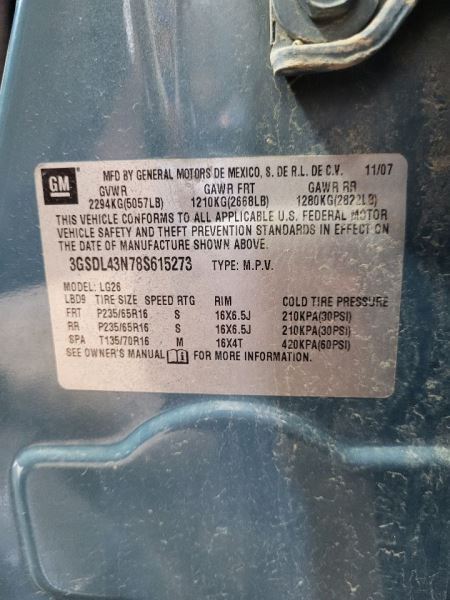 GM
MFD BY GENERAL MOTORS DE MEXICO, S. DE R.L. DE C.V. 11/07
GVWR GAWR FRT GAWR RR
2294KG(5057LB) 1210KG(2668LB) 1280KG(2822LB)
THIS VEHICLE CONFORMS TO ALL APPLICABLE U.S. FEDERAL MOTOR
VEHICLE SAFETY AND THEFT PREVENTION STANDARDS IN EFFECT ON
THE DATE OF MANUFACTURE SHOWN ABOVE.
3GSDL43N78S615273 TYPE: M.P.V.
MODEL: LG26
LBD9 TIRE SIZE SPEED RTG RIM COLD TIRE PRESSURE
FRT P235/65R16 S 16X6.5J 210KPA(30PSI)
RR P235/65R16 S 16X6.5J 210KPA(30PSI)
SPA T135/70R16 M 16X4T 420KPA(60PSI)
SEE OWNER'S MANUAL FOR MORE INFORMATION.